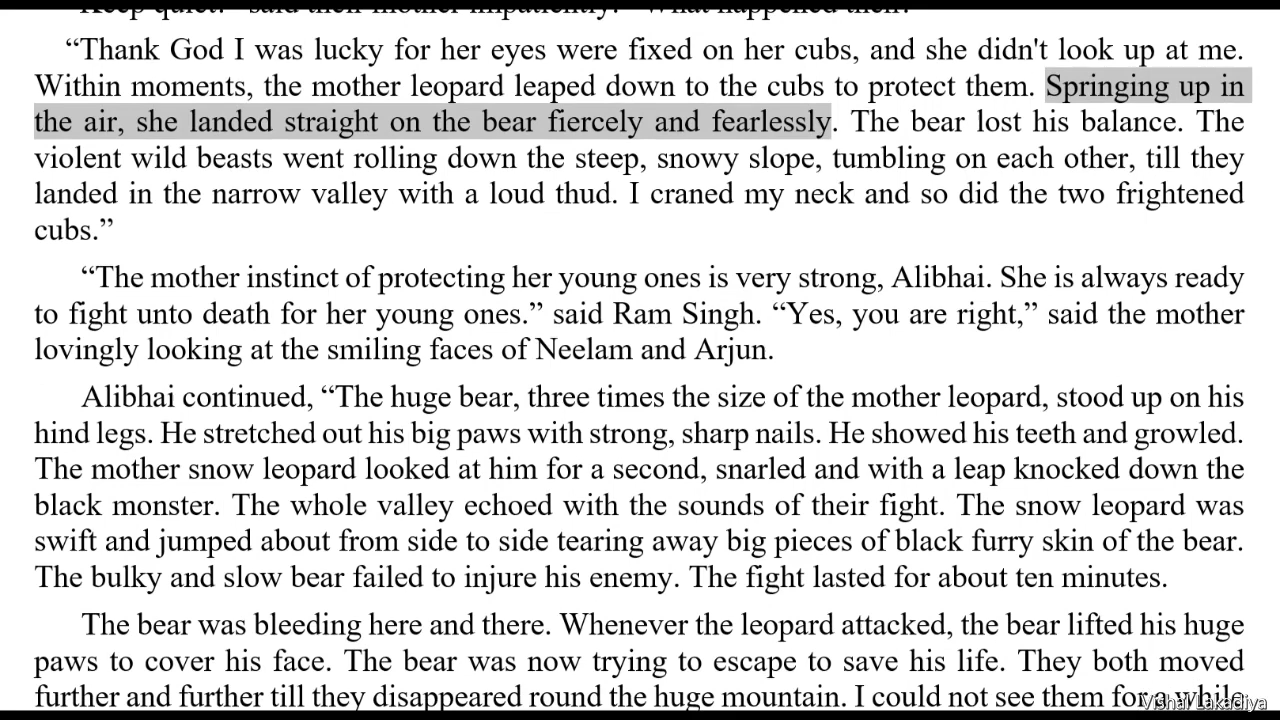 "Keep quiet!" said their mother impatiently. "What happened then?"
"Thank God I was lucky for her eyes were fixed on her cubs, and she didn't look up at me.
Within moments, the mother leopard leaped down to the cubs to protect them. Springing up in
the air, she landed straight on the bear fiercely and fearlessly. The bear lost his balance. The
violent wild beasts went rolling down the steep, snowy slope, tumbling on each other, till they
landed in the narrow valley with a loud thud. I craned my neck and so did the two frightened
cubs."
"The mother instinct of protecting her young ones is very strong, Alibhai. She is always ready
to fight unto death for her young ones." said Ram Singh. "Yes, you are right," said the mother
lovingly looking at the smiling faces of Neelam and Arjun.
Alibhai continued, "The huge bear, three times the size of the mother leopard, stood up on his
hind legs. He stretched out his big paws with strong, sharp nails. He showed his teeth and growled.
The mother snow leopard looked at him for a second, snarled and with a leap knocked down the
black monster. The whole valley echoed with the sounds of their fight. The snow leopard was
swift and jumped about from side to side tearing away big pieces of black furry skin of the bear.
The bulky and slow bear failed to injure his enemy. The fight lasted for about ten minutes.
The bear was bleeding here and there. Whenever the leopard attacked, the bear lifted his huge
paws to cover his face. The bear was now trying to escape to save his life. They both moved
further and further till they disappeared round the huge mountain. I could not see them for a while
Vishal Lakadiya